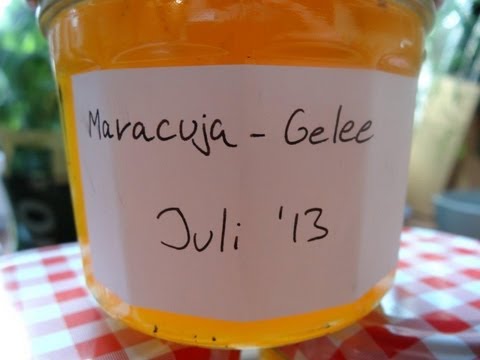 Maracuja - Gelee
Juli '13